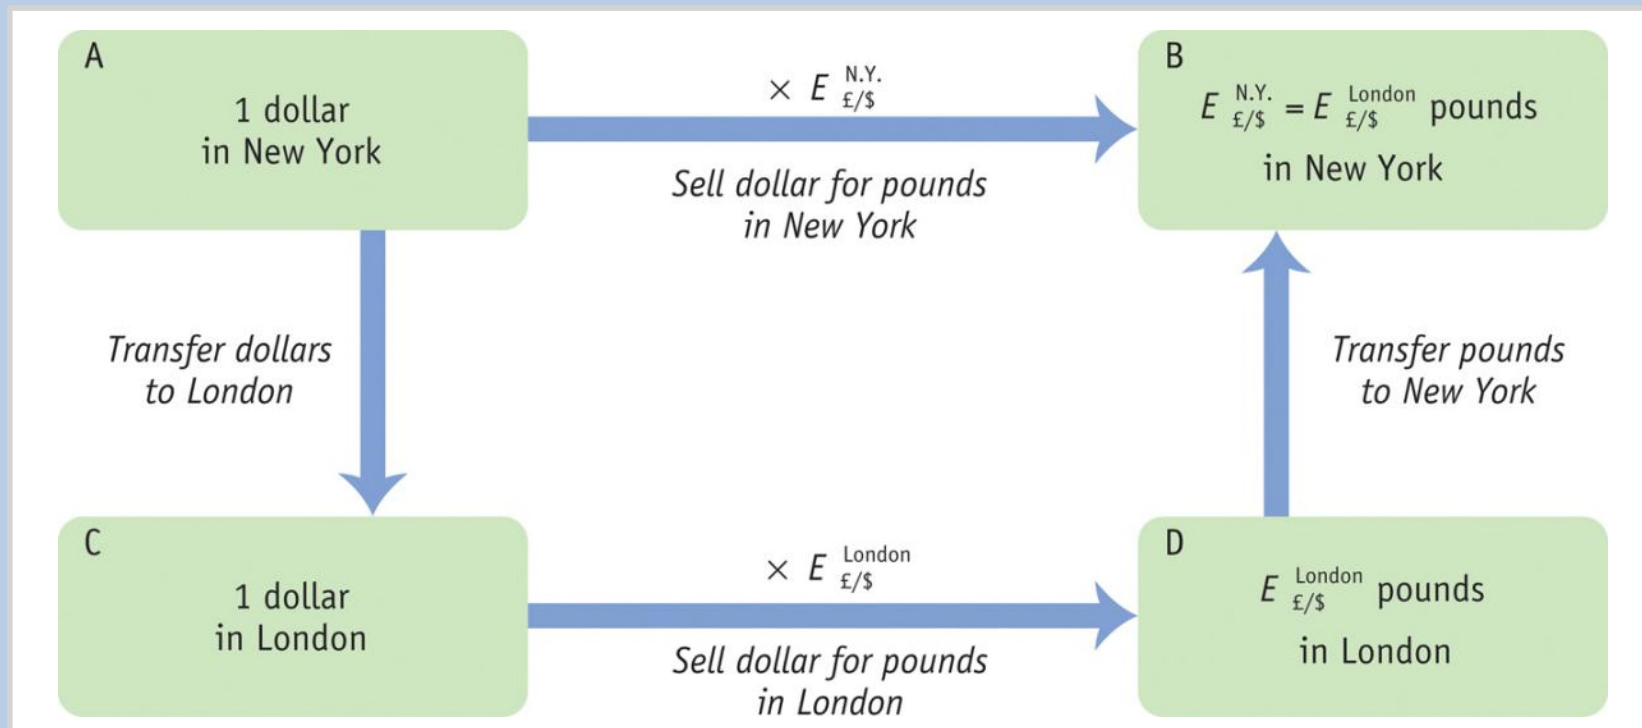 A
1 dollar
in New York
× E N.Y. £/$
Sell dollar for pounds
in New York
B
E N.Y. £/$ = E London £/$ pounds
in New York
Transfer dollars
to London
Transfer pounds
to New York
C
1 dollar
in London
× E London £/$
Sell dollar for pounds
in London
D
E London £/$ pounds
in London